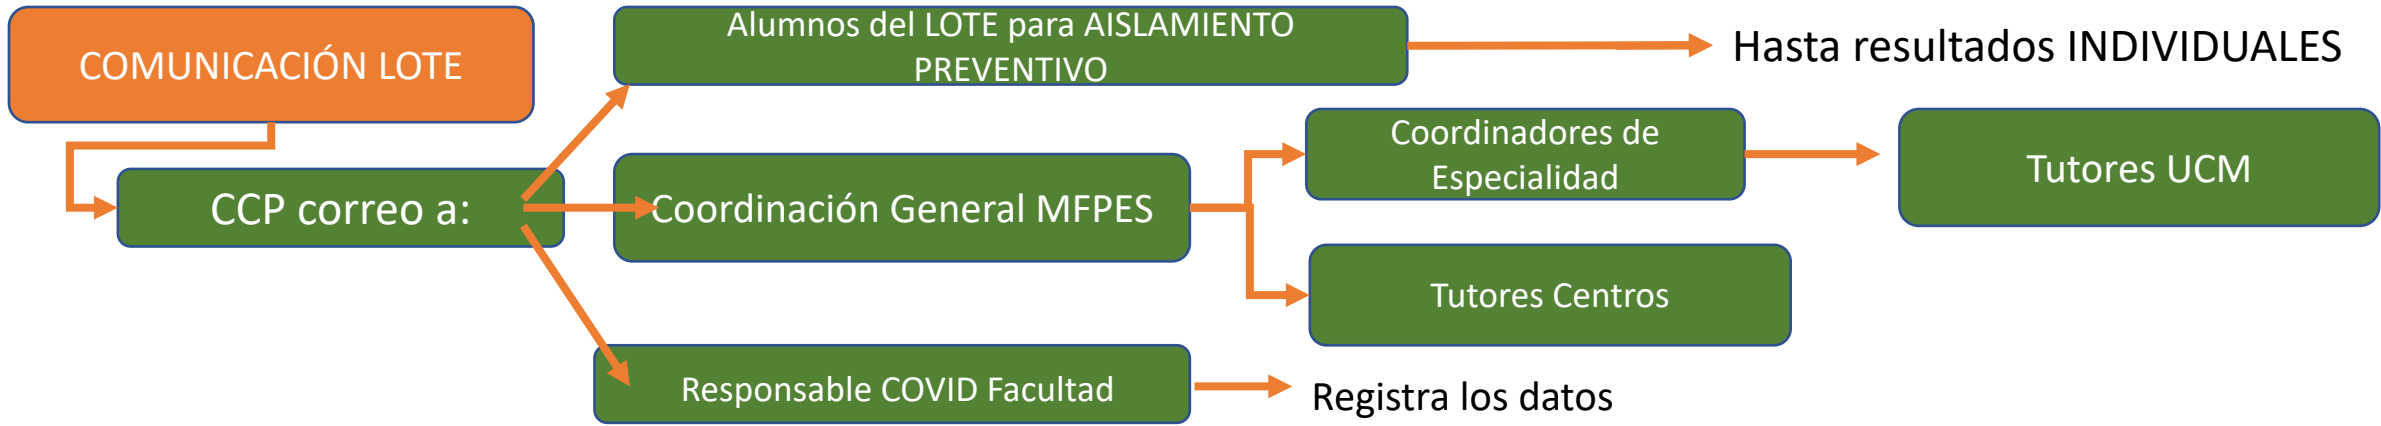 COMUNICACIÓN LOTE
Alumnos del LOTE para AISLAMIENTO
PREVENTIVO
Hasta resultados INDIVIDUALES
CCP correo a:
Coordinación General MFPES
Coordinadores de
Especialidad
Tutores UCM
Tutores Centros
Responsable COVID Facultad
Registra los datos